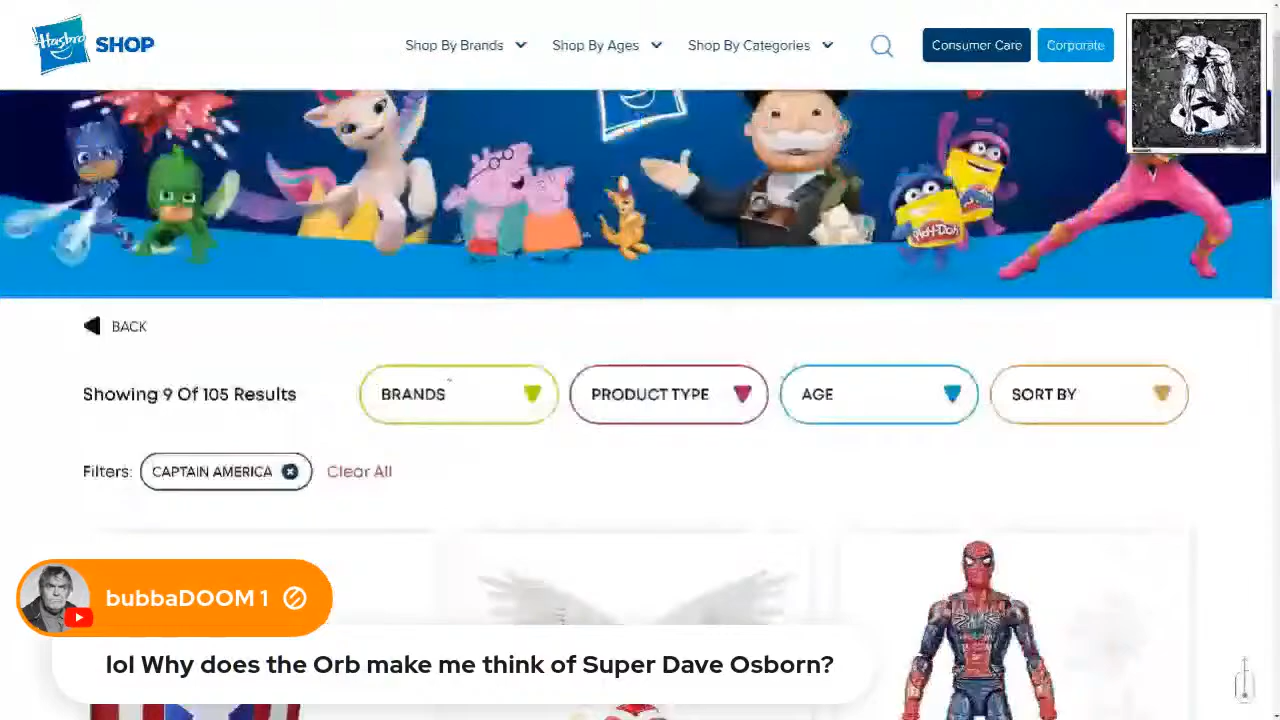 Hasbro SHOP
Shop By Brands Shop By Ages Shop By Categories Consumer Care Corporate
Play-Doh
BACK
Showing 9 Of 105 Results
BRANDS PRODUCT TYPE AGE SORT BY
Filters: CAPTAIN AMERICA Clear All
bubbaDOOM 1
lol Why does the Orb make me think of Super Dave Osborn?